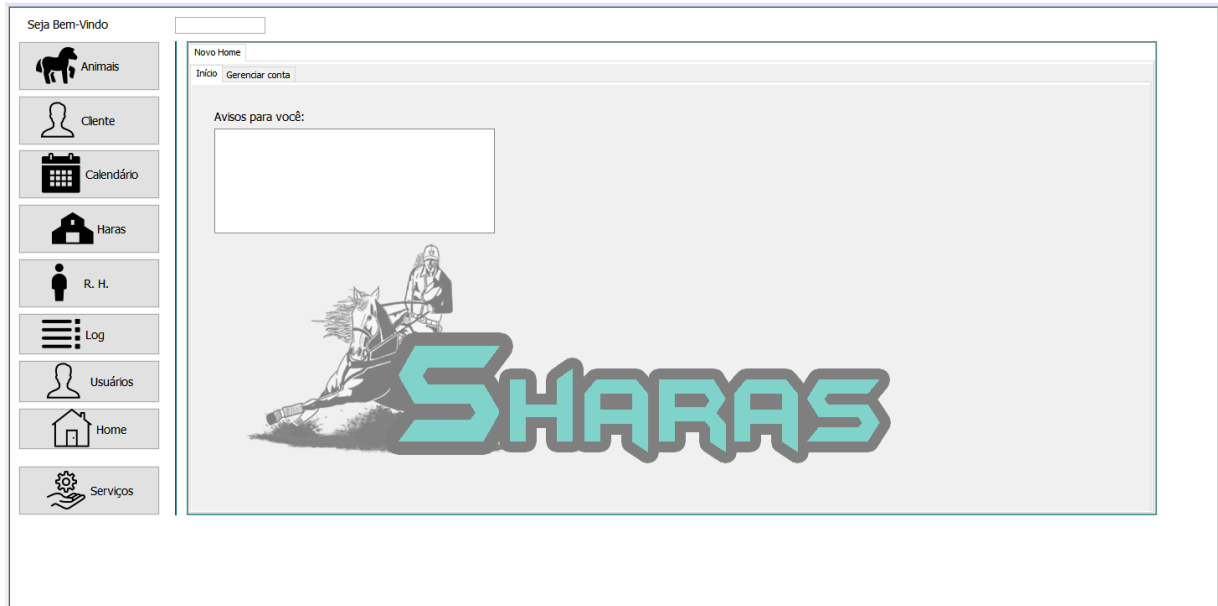 Seja Bem-Vindo
Animais
Cliente
Calendário
Haras
R. H.
Log
Usuários
Home
Serviços
Novo Home
Início
Gerenciar conta
Avisos para você:
SHARAS